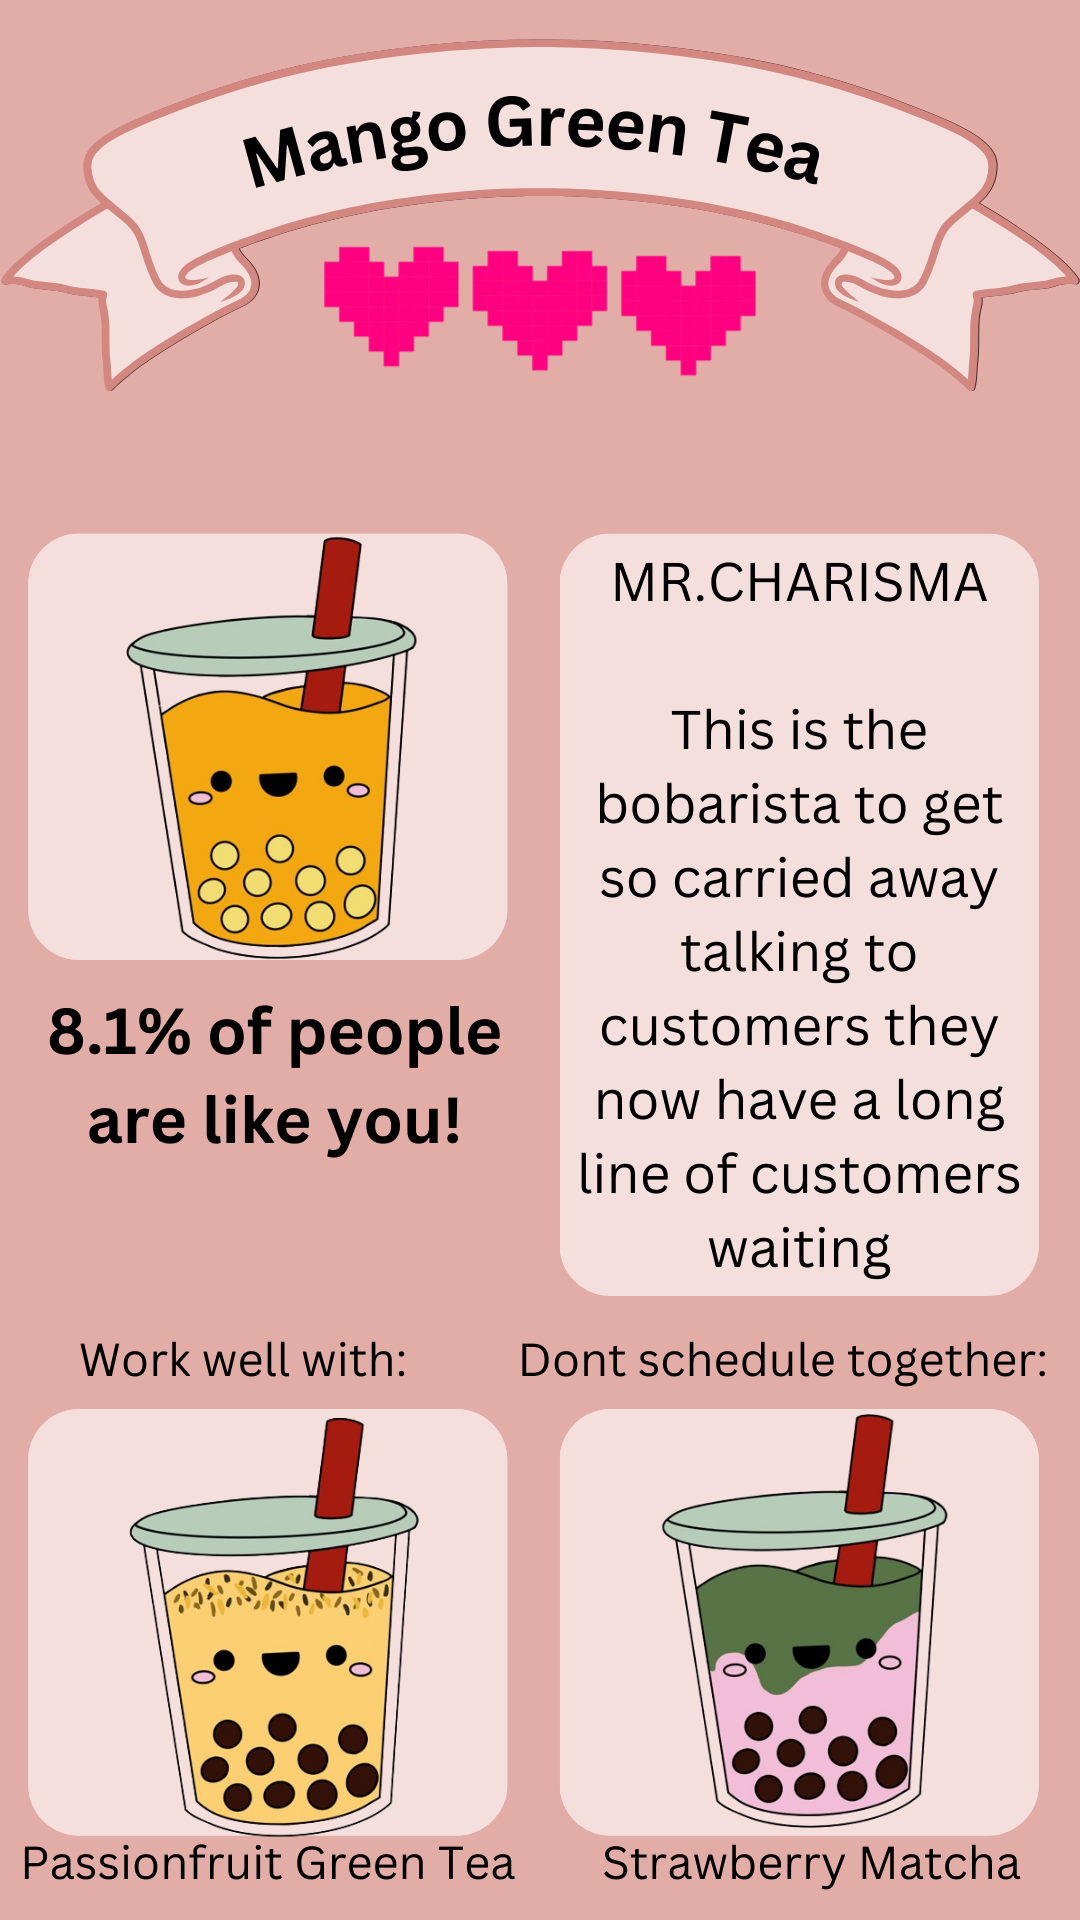 Mango Green Tea
MR.CHARISMA
This is the
bobarista to get
so carried away
talking to
customers they
now have a long
line of customers
waiting
8.1% of people
are like you!
Work well with:
Dont schedule together:
Passionfruit Green Tea
Strawberry Matcha